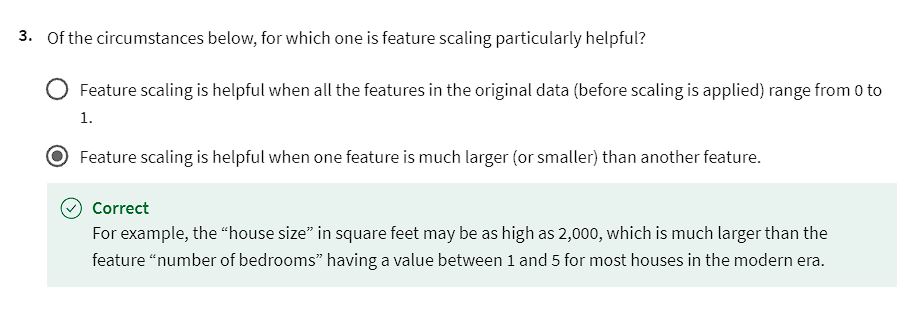 3. Of the circumstances below, for which one is feature scaling particularly helpful?
Feature scaling is helpful when all the features in the original data (before scaling is applied) range from 0 to
1.
Feature scaling is helpful when one feature is much larger (or smaller) than another feature.
Correct
For example, the “house size” in square feet may be as high as 2,000, which is much larger than the
feature “number of bedrooms” having a value between 1 and 5 for most houses in the modern era.